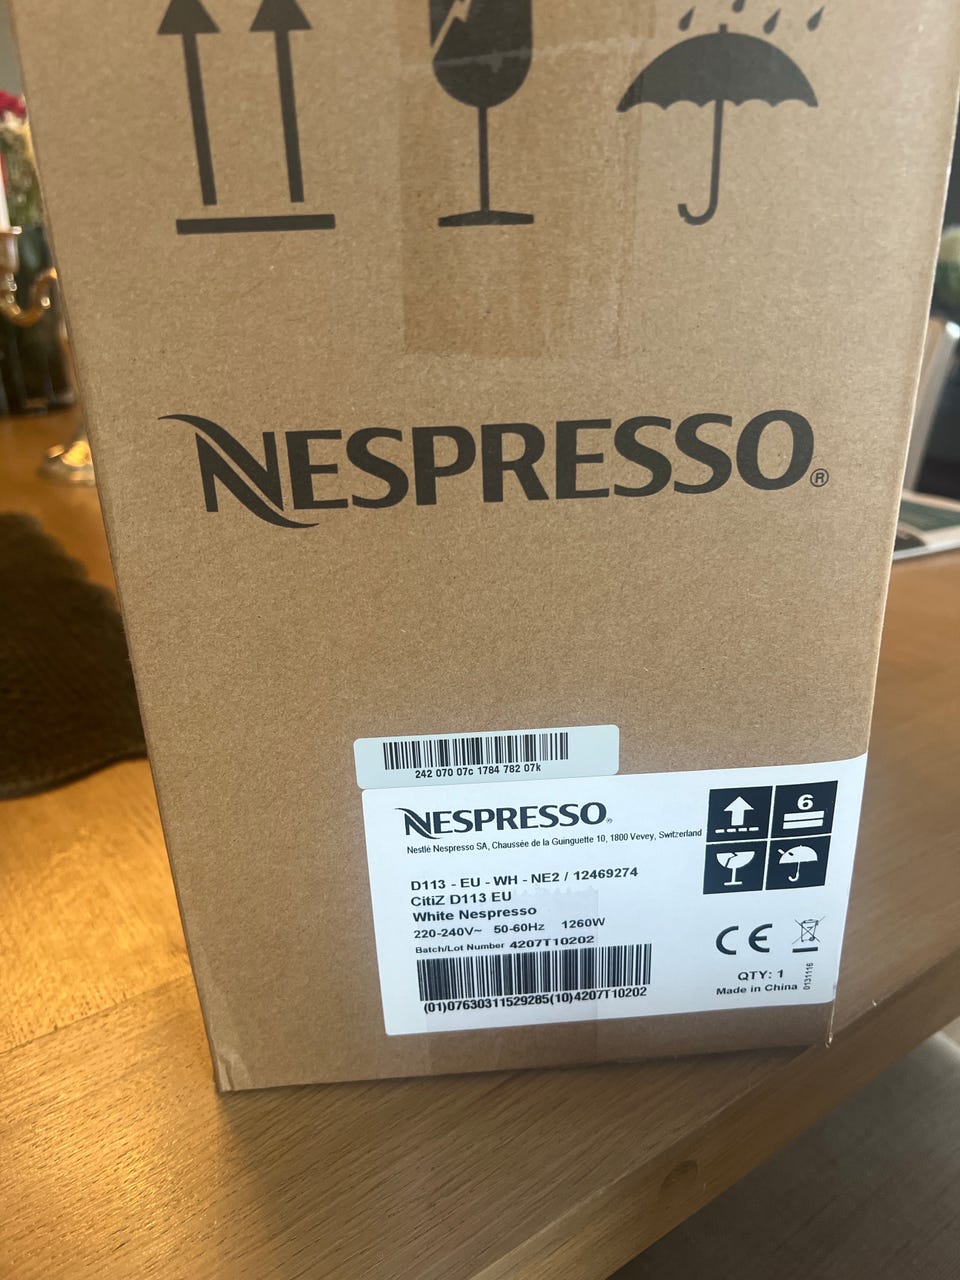 NESPRESSO®
242 070 07c 1784 782 07k
NESPRESSO®
Nestlé Nespresso SA, Chaussée de la Guinguette 10, 1800 Vevey, Switzerland
6
D113 - EU - WH - NE2 / 12469274
CitiZ D113 EU
White Nespresso
220-240V~ 50-60Hz 1260W
Batch/Lot Number 4207T10202
(01)07630311529285(10)4207T10202
CE
QTY: 1
Made in China
0131116